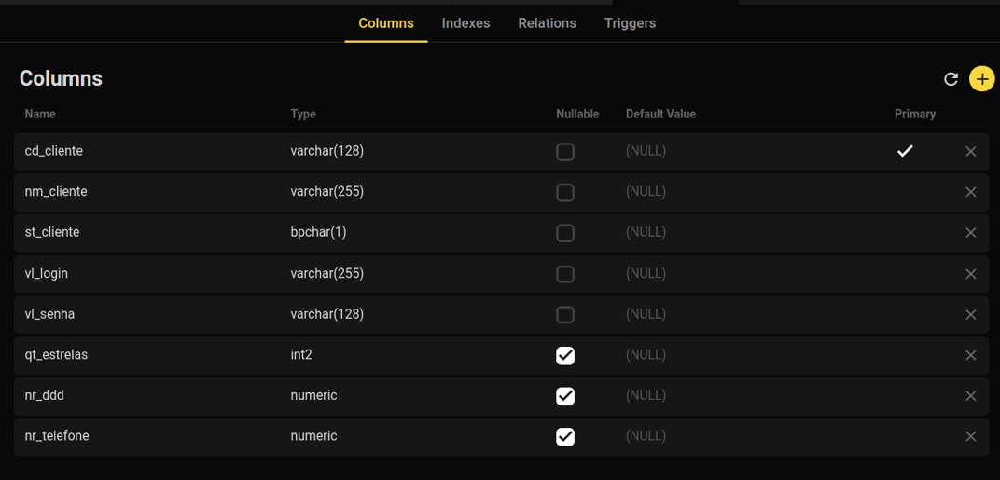 Columns Indexes Relations Triggers
Columns
Name Type Nullable Default Value Primary
cd_cliente varchar(128) (NULL)
nm_cliente varchar(255) (NULL)
st_cliente bpchar(1) (NULL)
vl_login varchar(255) (NULL)
vl_senha varchar(128) (NULL)
qt_estrelas int2 (NULL)
nr_ddd numeric (NULL)
nr_telefone numeric (NULL)